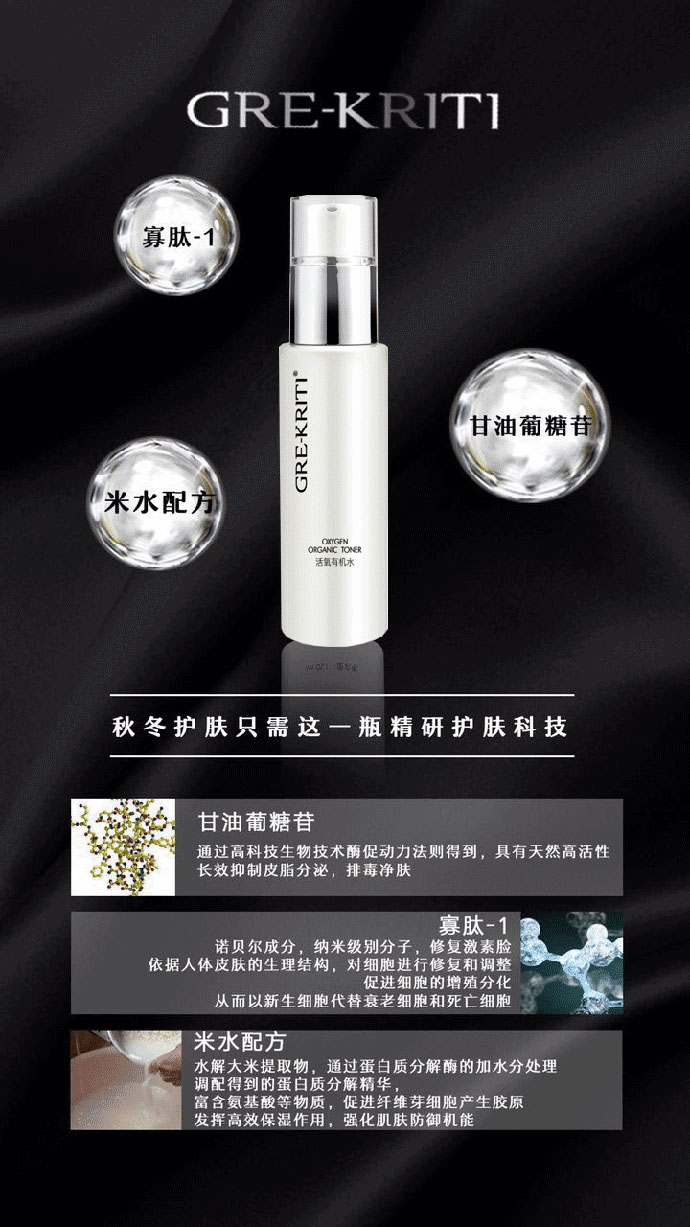 GRE-KRITI
寡肽-1
甘油葡糖苷
米水配方
GRE-KRITI®
OXYGEN
ORGANIC TONER
活氧有机水
秋冬护肤只需这一瓶精研护肤科技
甘油葡糖苷
通过高科技生物技术酶促动力法则得到，具有天然高活性
长效抑制皮脂分泌，排毒净肤
寡肽-1
诺贝尔成分，纳米级别分子，修复激素脸
依据人体皮肤的生理结构，对细胞进行修复和调整
促进细胞的增殖分化
从而以新生细胞代替衰老细胞和死亡细胞
米水配方
水解大米提取物，通过蛋白质分解酶的加水分处理
调配得到的蛋白质分解精华，
富含氨基酸等物质，促进纤维芽细胞产生胶原
发挥高效保湿作用，强化肌肤防御机能